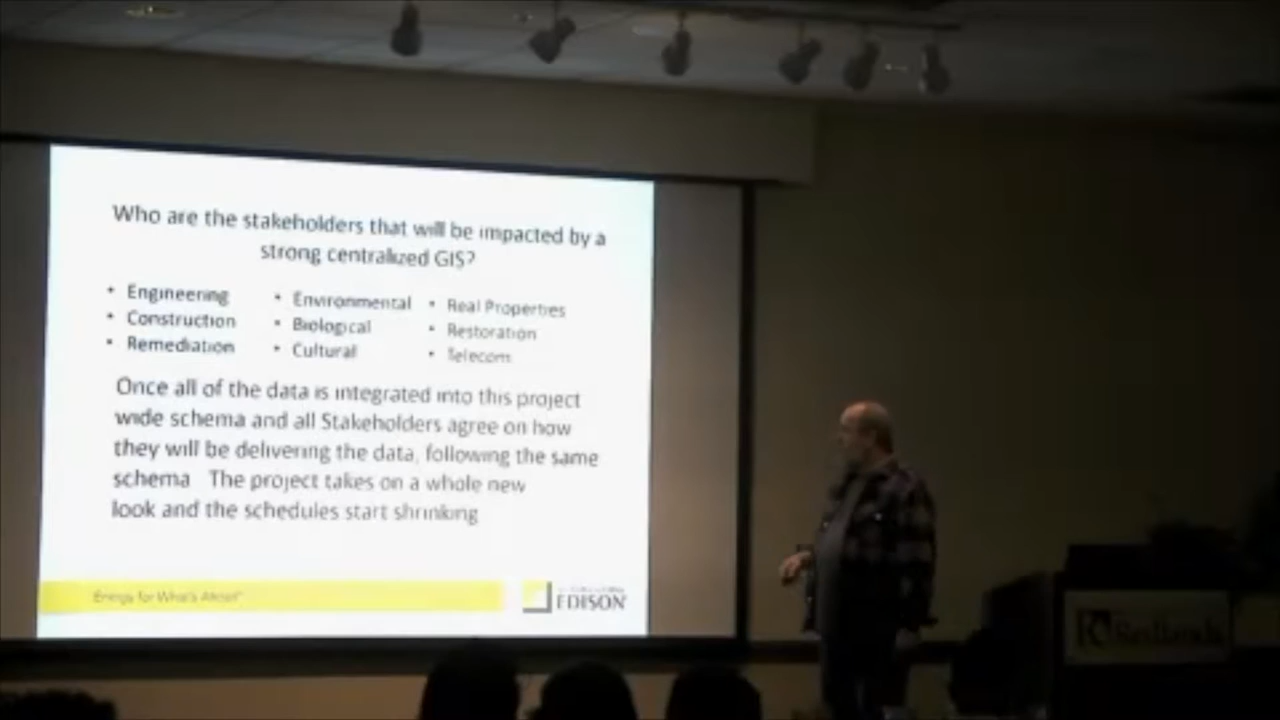 Who are the stakeholders that will be impacted by a
strong centralized GIS?
• Engineering
• Construction
• Remediation
• Environmental
• Biological
• Cultural
• Real Properties
• Restoration
• Telecom
Once all of the data is integrated into this project
wide schema and all Stakeholders agree on how
they will be delivering the data, following the same
schema The project takes on a whole new
look and the schedules start shrinking
Energy for What's Ahead
EDISON
Redlands